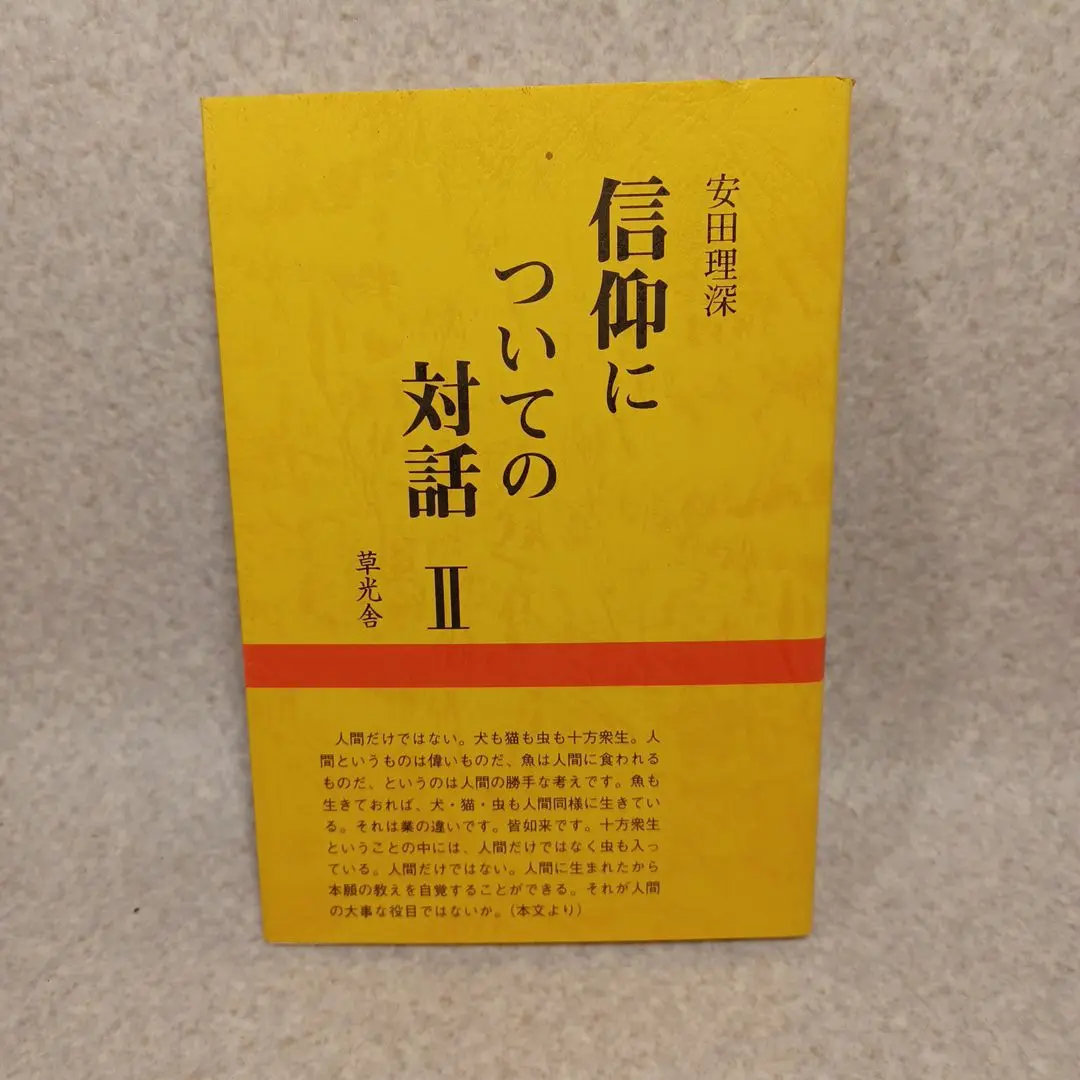 安田理深
信仰に
ついての
対話 Ⅱ
草光舎
人間だけではない。犬も猫も虫も十方衆生。人
間というものは偉いものだ、魚は人間に食われる
ものだ、というのは人間の勝手な考えです。魚も
生きておれば、犬・猫・虫も人間同様に生きてい
る。それは業の違いです。皆如来です。十方衆生
ということの中には、人間だけではなく虫も入っ
ている。人間だけではない。人間に生まれたから
本願の教えを自覚することができる。それが人間
の大事な役目ではないか。(本文より)